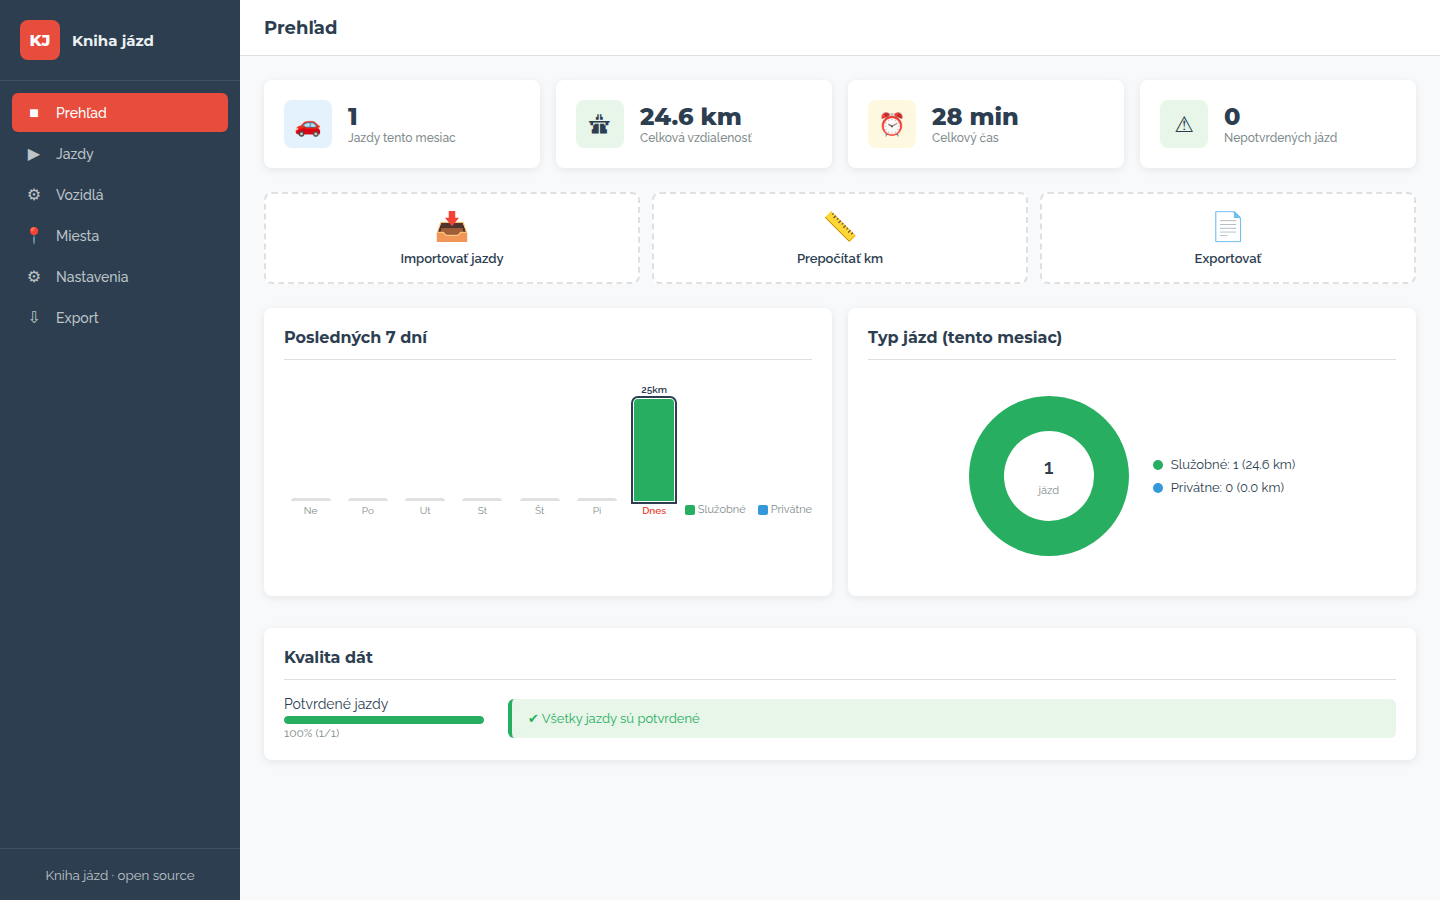 KJ Kniha jázd
Prehľad
Jazdy
Vozidlá
Miesta
Nastavenia
Export
Kniha jázd · open source
Prehľad
1
Jazdy tento mesiac
24.6 km
Celková vzdialenosť
28 min
Celkový čas
0
Nepotvrdených jázd
Importovať jazdy
Prepočítať km
Exportovať
Posledných 7 dní
25km
Ne Po Ut St Št Pi Dnes Služobné Privátne
Typ jázd (tento mesiac)
1
jázd
Služobné: 1 (24.6 km)
Privátne: 0 (0.0 km)
Kvalita dát
Potvrdené jazdy
100% (1/1)
✔ Všetky jazdy sú potvrdené